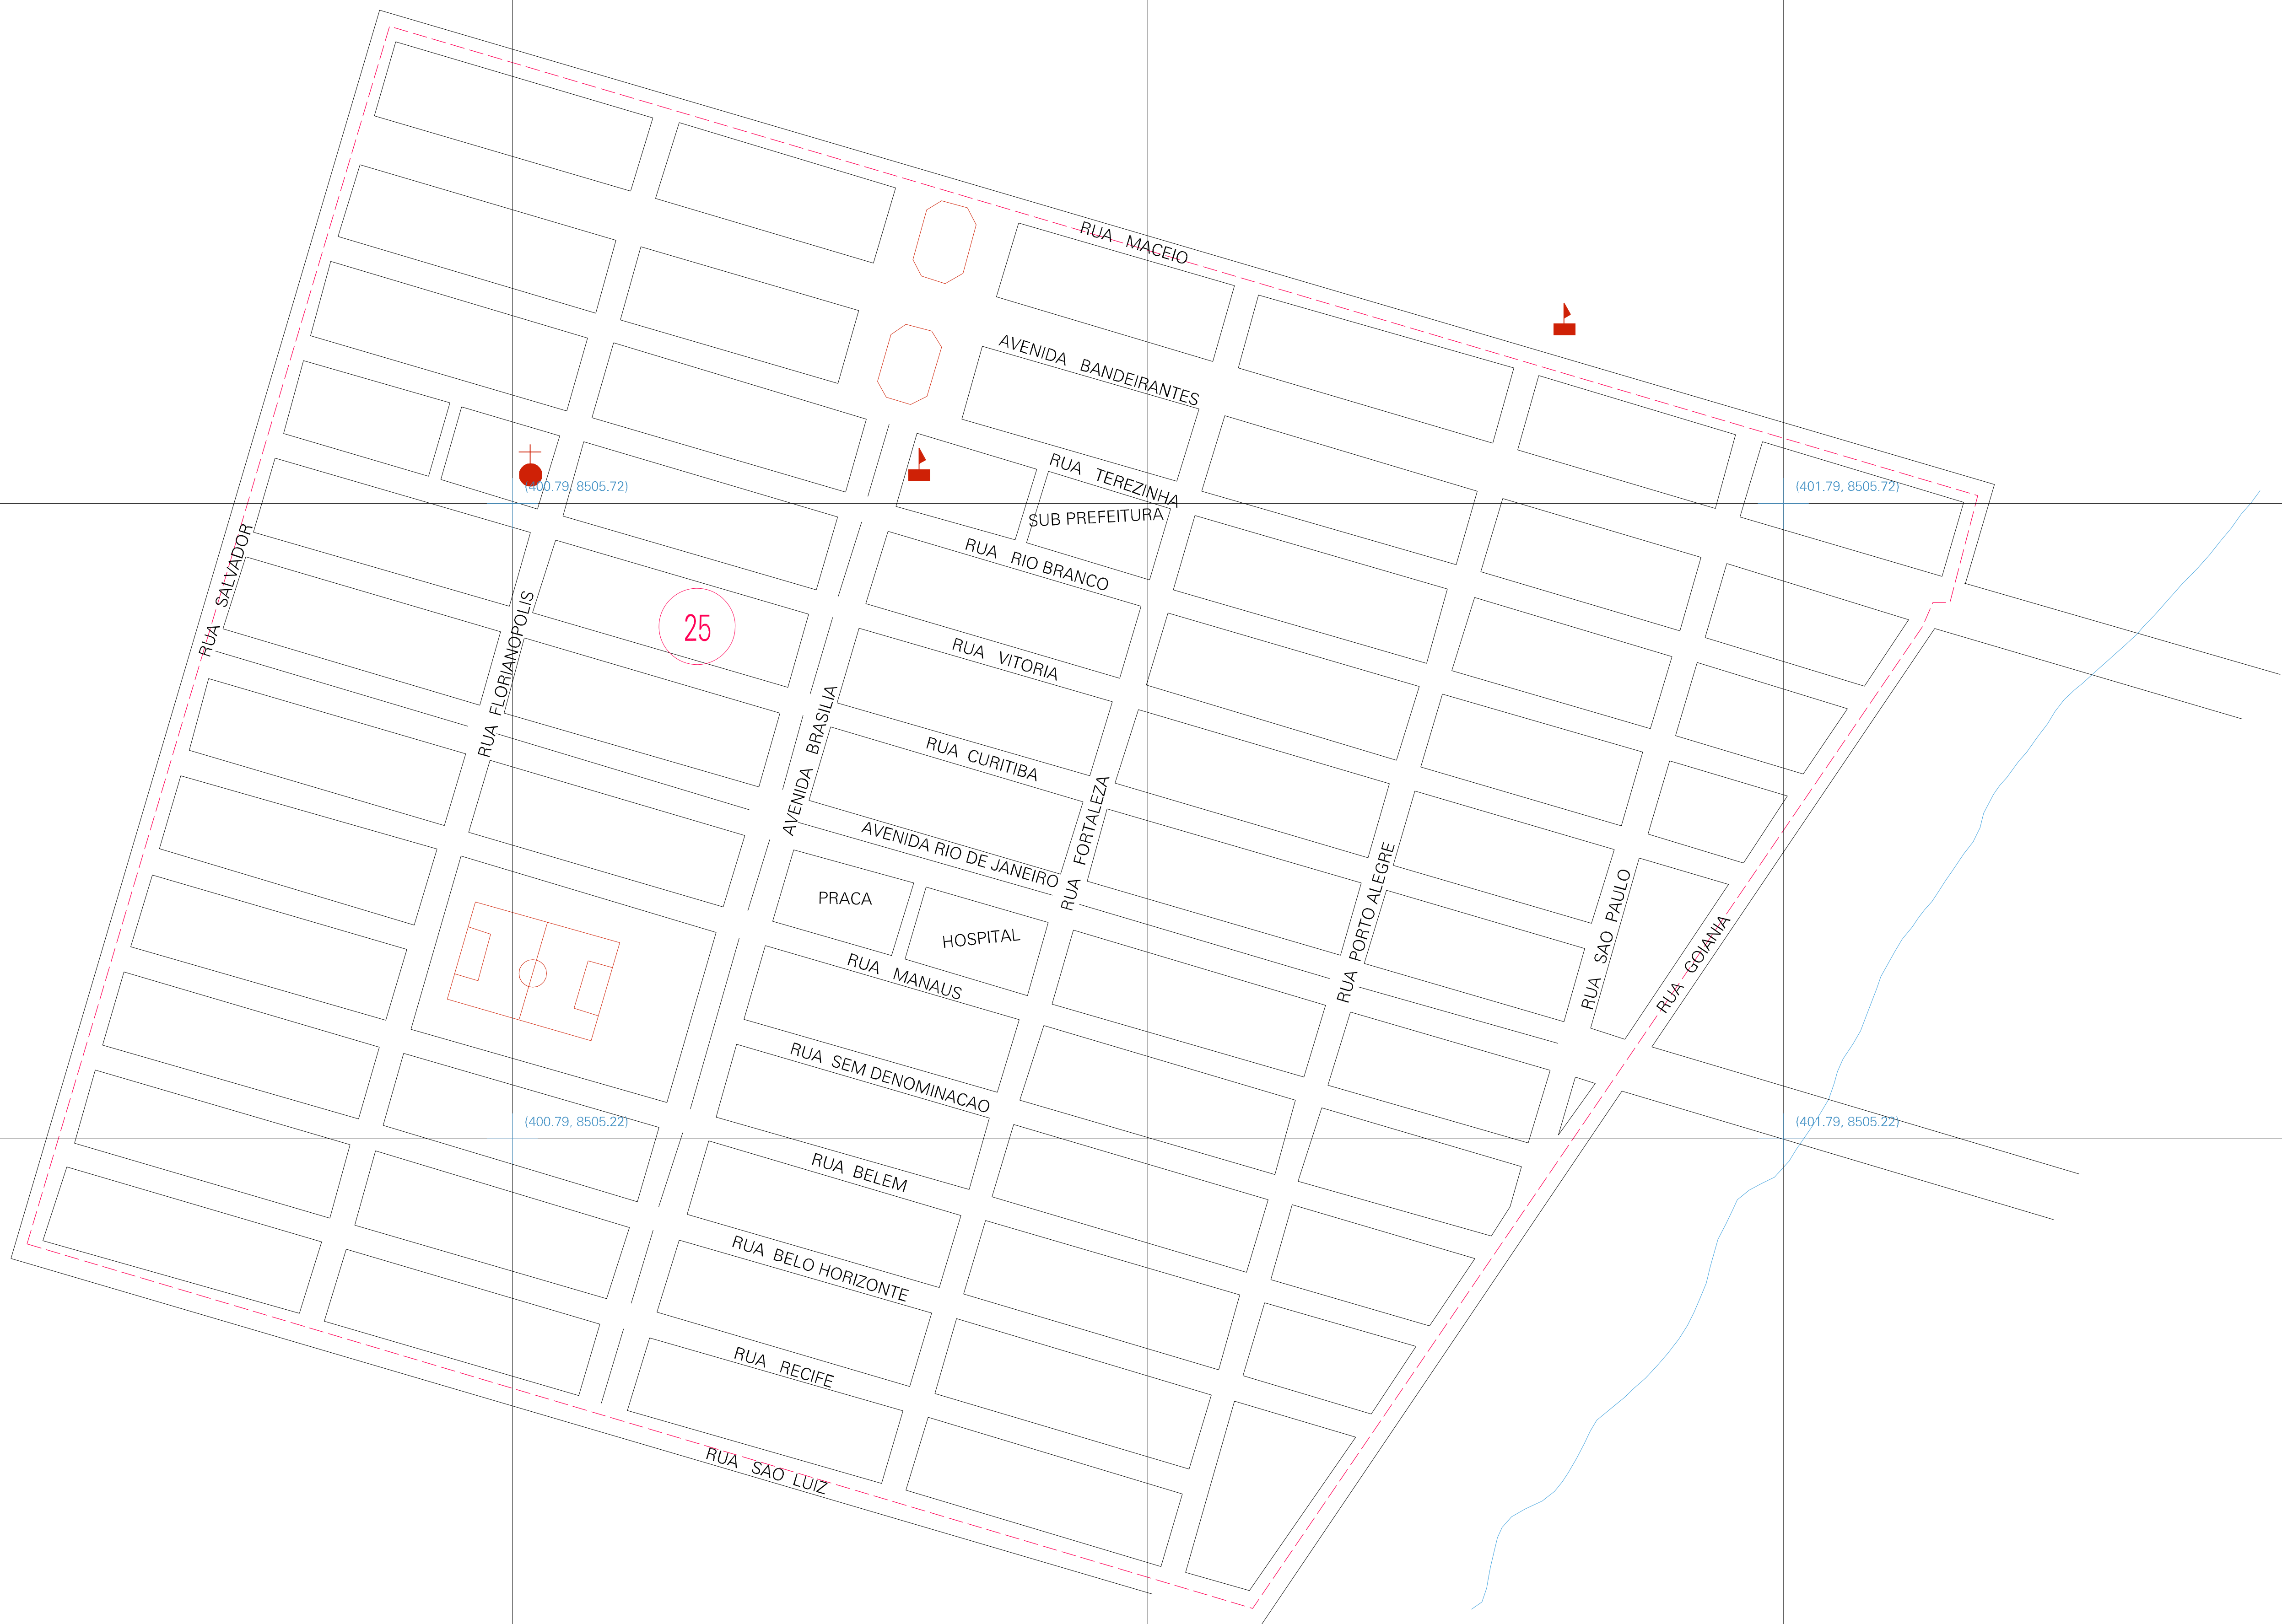 RUA MACEIO
AVENIDA BANDEIRANTES
RUA TEREZINHA
(400.79, 8505.72)
(401.79, 8505.72)
SUB PREFEITURA
RUA SALVADOR
RUA RIO BRANCO
RUA FLORIANOPOLIS
25
RUA VITORIA
AVENIDA BRASILIA
RUA CURITIBA
RUA FORTALEZA
AVENIDA RIO DE JANEIRO
RUA PORTO ALEGRE
RUA SAO PAULO
PRACA
HOSPITAL
RUA GOIANIA
RUA MANAUS
RUA SEM DENOMINACAO
(400.79, 8505.22)
(401.79, 8505.22)
RUA BELEM
RUA BELO HORIZONTE
RUA RECIFE
RUA SAO LUIZ